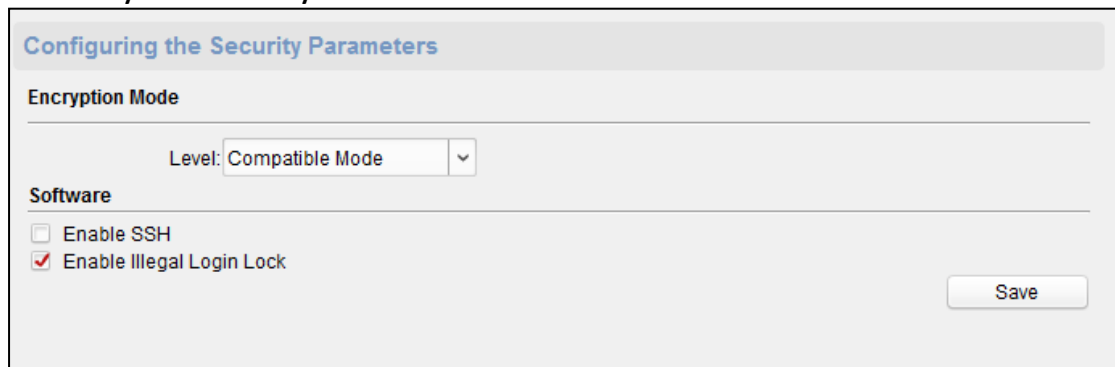 Configuring the Security Parameters
Encryption Mode
Level: Compatible Mode
Software
Enable SSH
Enable Illegal Login Lock
Save